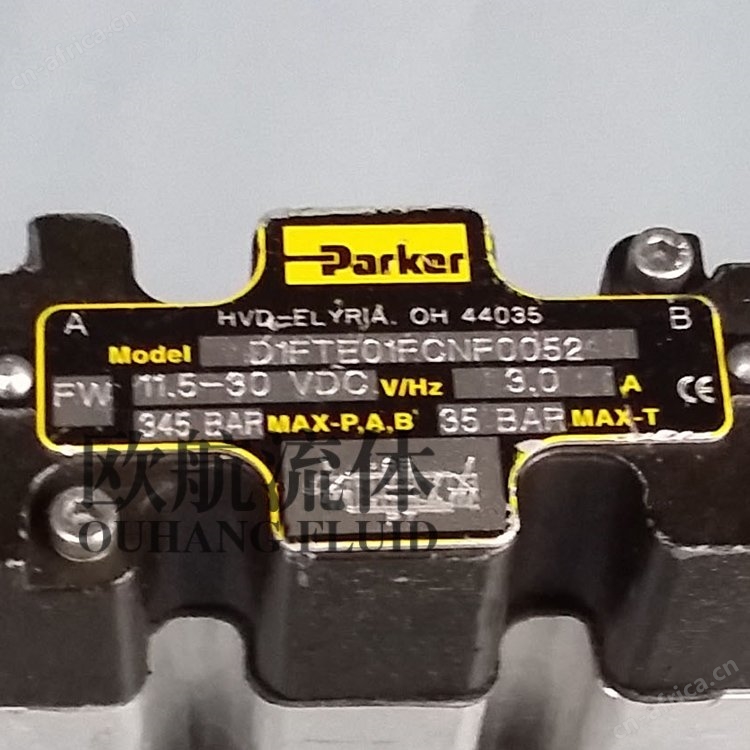 Parker
A
HVD-ELYRIA, OH 44035
B
Model D1FTE01FCNF0052
FW 11.5-30 VDC V/Hz 3.0 A CE
345 BAR MAX-P,A,B 35 BAR MAX-T
欧航流体
OUHANG FLUID